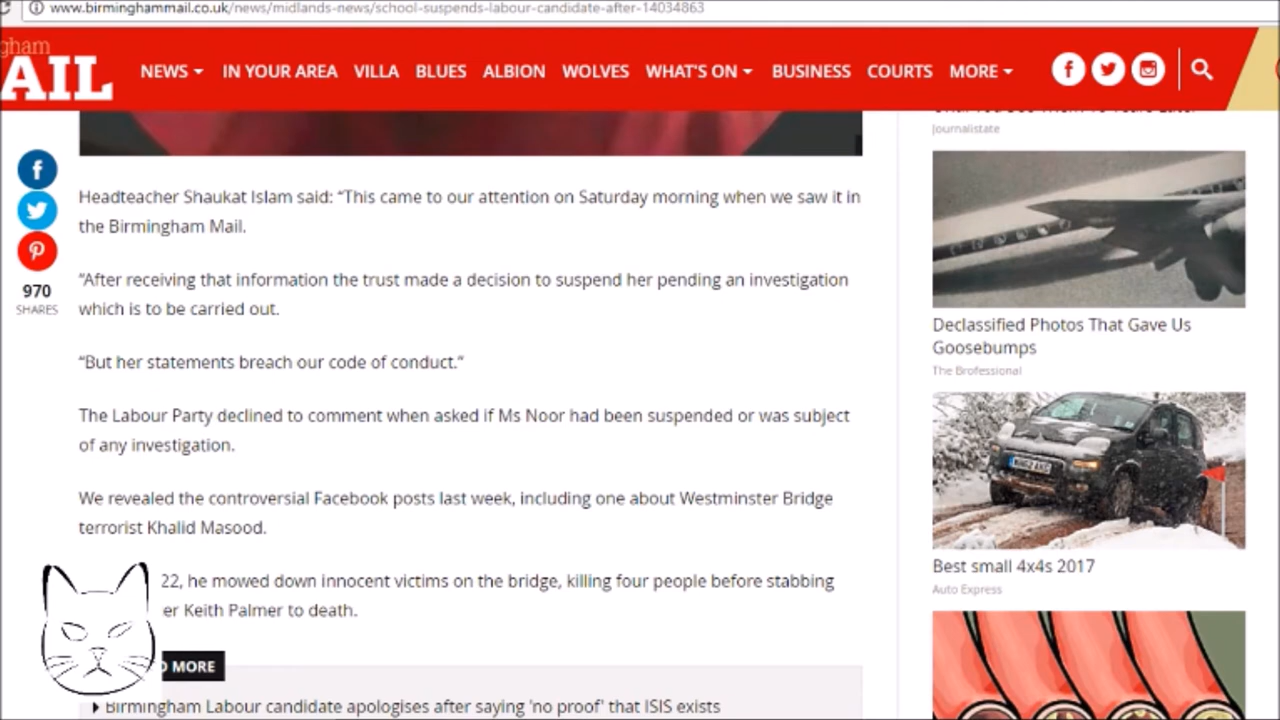 www.birminghammail.co.uk/news/midlands-news/school-suspends-labour-candidate-after-14034863
gham
AIL
NEWS IN YOUR AREA VILLA BLUES ALBION WOLVES WHAT'S ON BUSINESS COURTS MORE
Headteacher Shaukat Islam said: “This came to our attention on Saturday morning when we saw it in
the Birmingham Mail.
“After receiving that information the trust made a decision to suspend her pending an investigation
which is to be carried out.
“But her statements breach our code of conduct.”
The Labour Party declined to comment when asked if Ms Noor had been suspended or was subject
of any investigation.
We revealed the controversial Facebook posts last week, including one about Westminster Bridge
terrorist Khalid Masood.
22, he mowed down innocent victims on the bridge, killing four people before stabbing
er Keith Palmer to death.
MORE
Birmingham Labour candidate apologises after saying 'no proof' that ISIS exists
970
SHARES
Journalistate
Declassified Photos That Gave Us
Goosebumps
The Brofessional
Best small 4x4s 2017
Auto Express